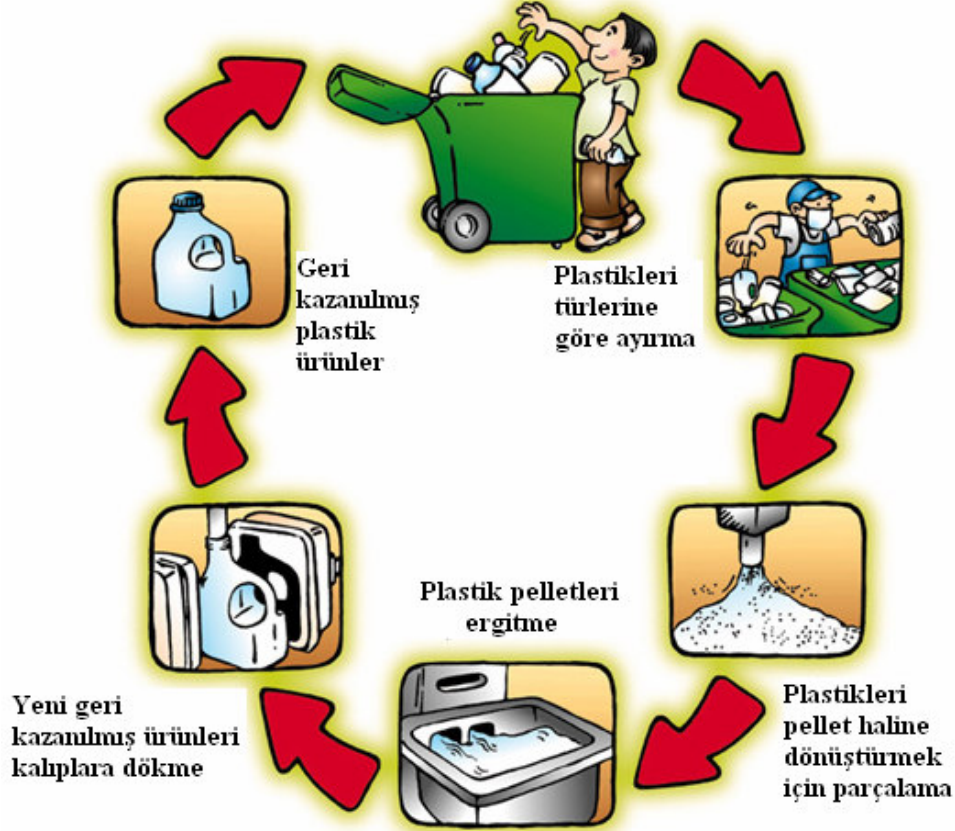 Geri
kazanılmış
plastik
ürünler
Plastikleri
türlerine
göre ayırma
Plastik pelletleri
ergitme
Yeni geri
kazanılmış ürünleri
kalıplara dökme
Plastikleri
pellet haline
dönüştürmek
için parçalama